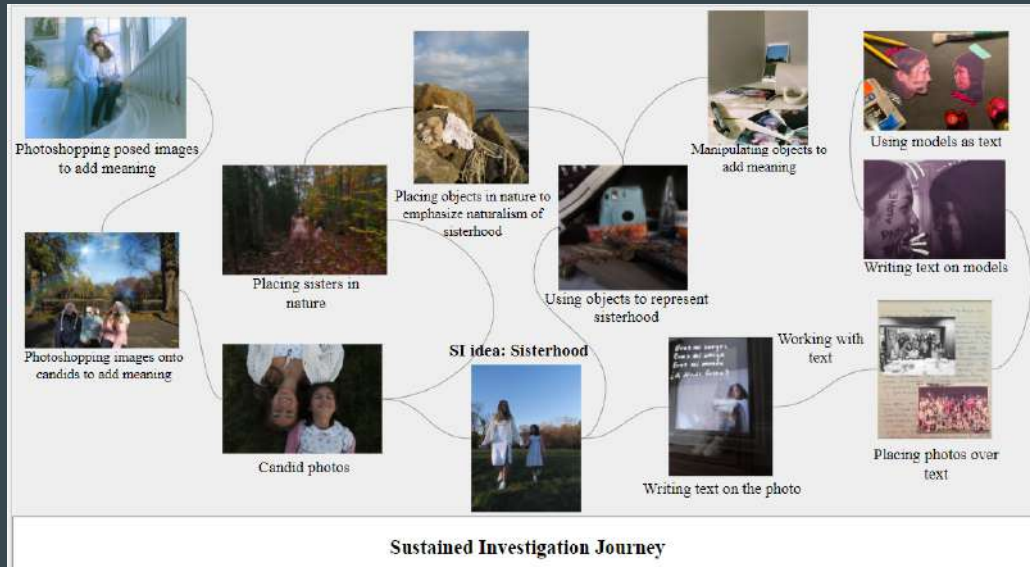 Photoshopping posed images
to add meaning
Placing objects in nature to
emphasize naturalism of
sisterhood
Manipulating objects to
add meaning
Using models as text
Placing sisters in
nature
Using objects to represent
sisterhood
Writing text on models
Photoshopping images onto
candids to add meaning
SI idea: Sisterhood
Working with
text
Candid photos
Writing text on the photo
Placing photos over
text
Sustained Investigation Journey